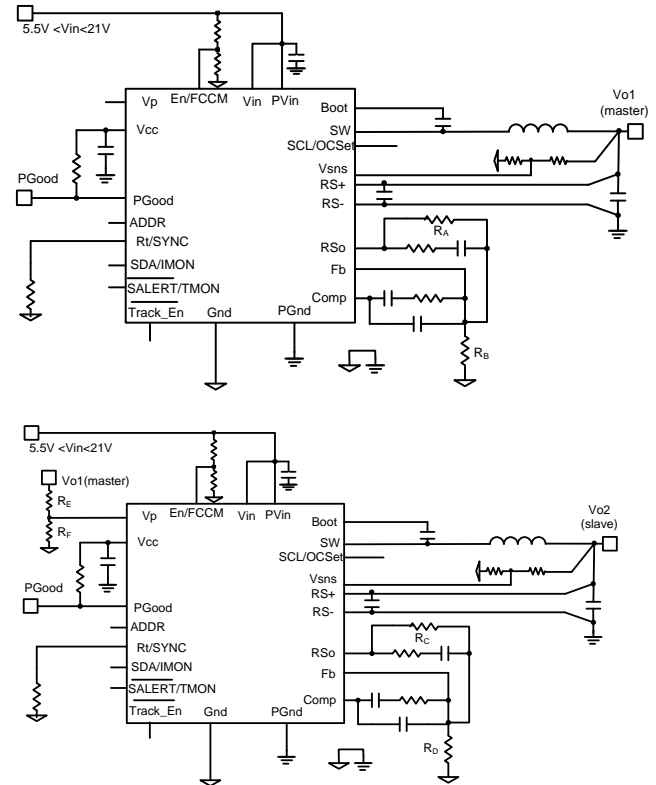 5.5V <Vin<21V
Vp
En/FCCM
Vin
PVin
Boot
Vo1
(master)
Vcc
SW
SCL/OCSet
Vsns
PGood
RS+
PGood
RS-
ADDR
RA
Rt/SYNC
RSo
SDA/IMON
Fb
SALERT/TMON
Comp
Track_En
Gnd
PGnd
RB
5.5V <Vin<21V
Vo1(master)
RE
Vp
En/FCCM
Vin
PVin
Boot
Vo2
(slave)
RF
Vcc
SW
SCL/OCSet
Vsns
PGood
RS+
PGood
RS-
ADDR
RC
Rt/SYNC
RSo
SDA/IMON
Fb
SALERT/TMON
Comp
Track_En
Gnd
PGnd
RD